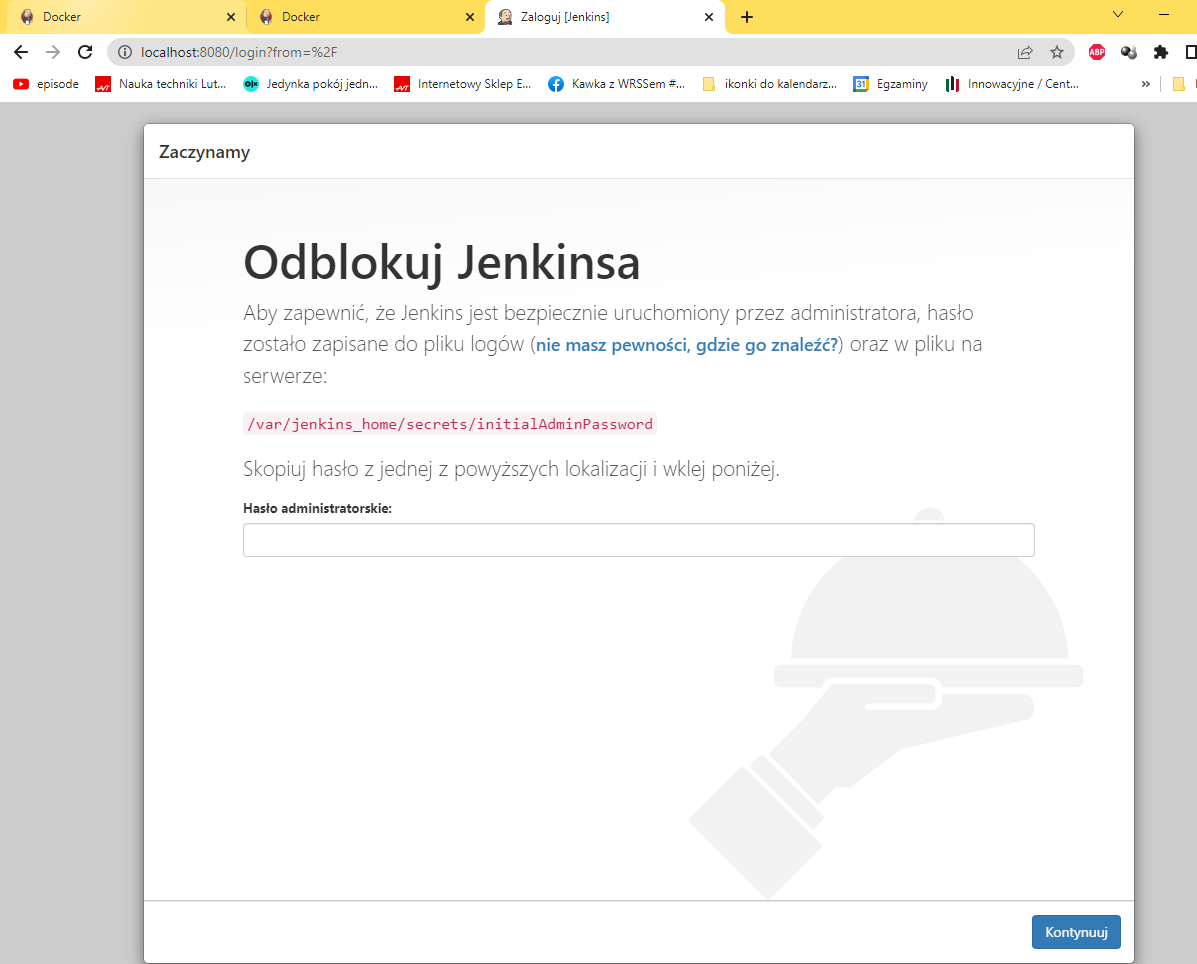 Docker
Docker
Zaloguj [Jenkins]
localhost:8080/login?from=%2F
ABP
episode
Nauka techniki Lut...
Jedynka pokój jedn...
Internetowy Sklep E...
Kawka z WRSSem #...
ikonki do kalendarz...
31
Egzaminy
Innowacyjne / Cent...
»
Zaczynamy
Odblokuj Jenkinsa
Aby zapewnić, że Jenkins jest bezpiecznie uruchomiony przez administratora, hasło
zostało zapisane do pliku logów (nie masz pewności, gdzie go znaleźć?) oraz w pliku na
serwerze:
/var/jenkins_home/secrets/initialAdminPassword
Skopiuj hasło z jednej z powyższych lokalizacji i wklej poniżej.
Hasło administratorskie:
Kontynuuj